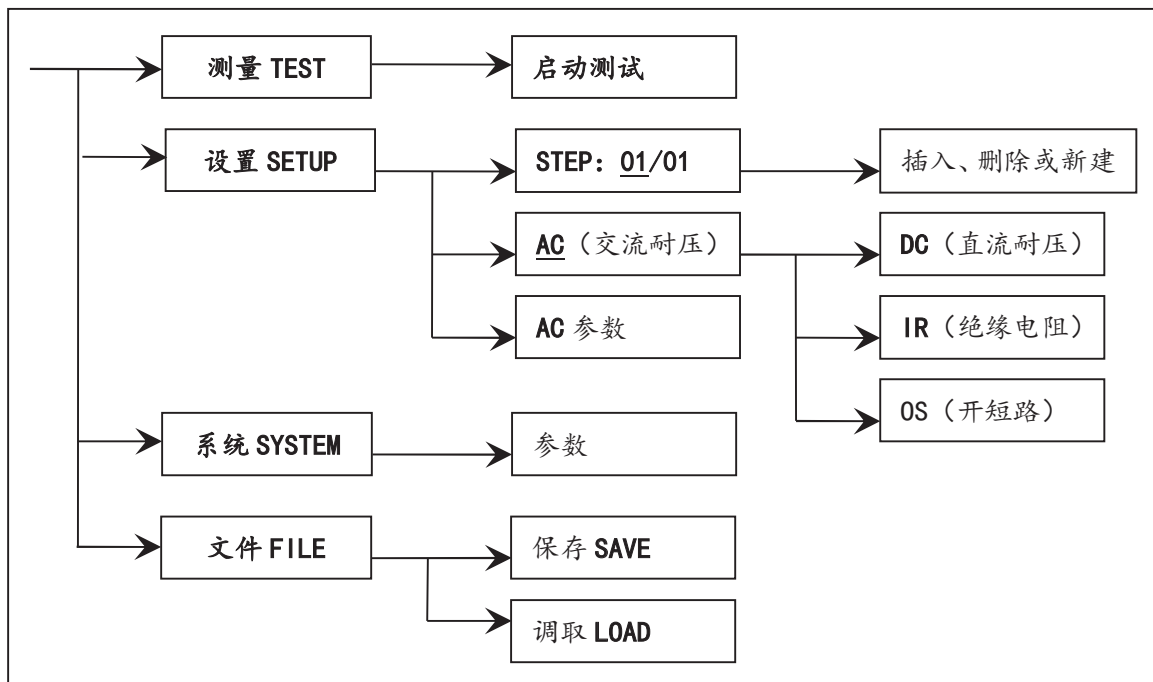 测量 TEST
启动测试
设置 SETUP
STEP: 01/01
插入、删除或新建
AC（交流耐压）
DC（直流耐压）
AC 参数
IR（绝缘电阻）
OS（开短路）
系统 SYSTEM
参数
文件 FILE
保存 SAVE
调取 LOAD